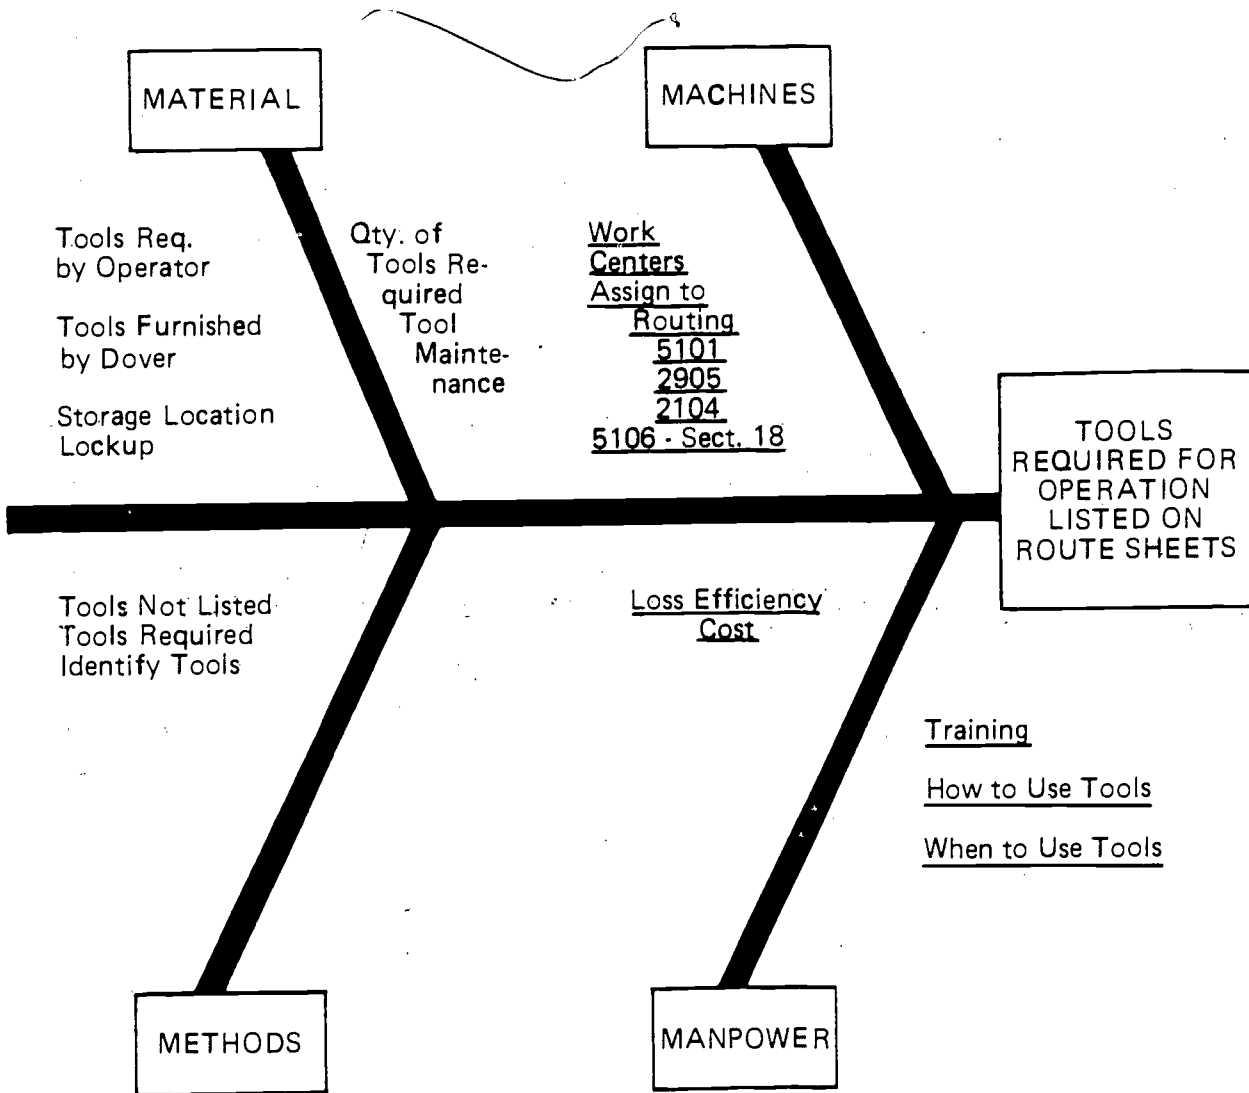 MATERIAL
MACHINES
Tools Req.
by Operator
Tools Furnished
by Dover
Storage Location
Lockup
Qty. of
Tools Re-
quired
Tool
Mainte-
nance
Work
Centers
Assign to
Routing
5101
2905
2104
5106 - Sect. 18
TOOLS
REQUIRED FOR
OPERATION
LISTED ON
ROUTE SHEETS
Tools Not Listed
Tools Required
Identify Tools
Loss Efficiency
Cost
Training
How to Use Tools
When to Use Tools
METHODS
MANPOWER